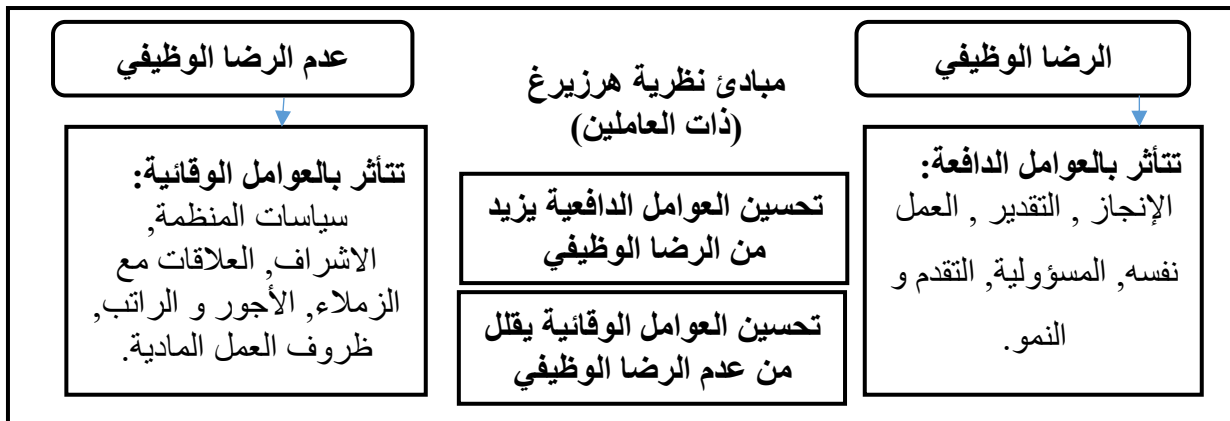 الرضا الوظيفي
تتأثر بالعوامل الدافعة:
الإنجاز , التقدير , العمل
نفسه, المسؤولية, التقدم و
النمو.
مبادئ نظرية هرزيرغ
(ذات العاملين)
تحسين العوامل الدافعية يزيد
من الرضا الوظيفي
تحسين العوامل الوقائية يقلل
من عدم الرضا الوظيفي
عدم الرضا الوظيفي
تتأثر بالعوامل الوقائية:
سياسات المنظمة,
الاشراف, العلاقات مع
الزملاء, الأجور و الراتب,
ظروف العمل المادية.